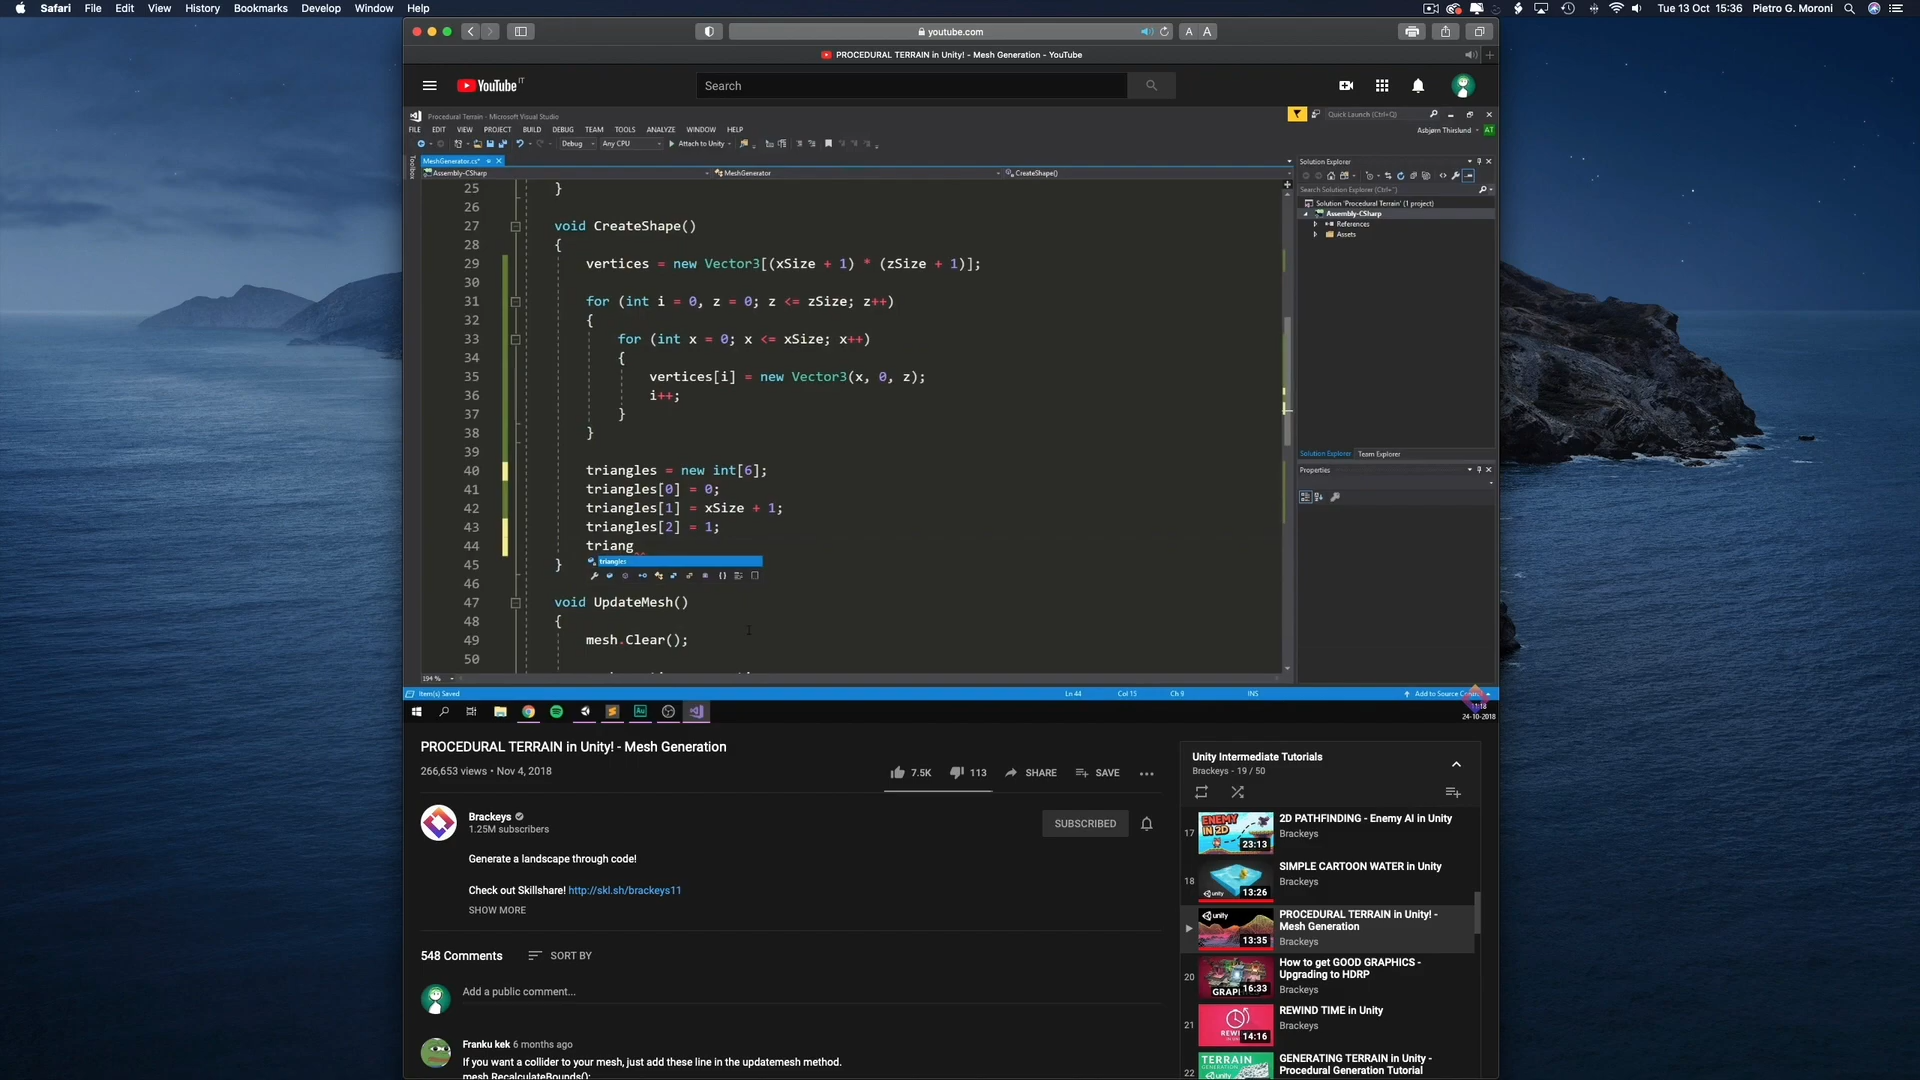 Safari File Edit View History Bookmarks Develop Window Help
Tue 13 Oct 15:36 Pietro G. Moroni
youtube.com
A A
PROCEDURAL TERRAIN in Unity! - Mesh Generation - YouTube
YouTube IT
Search
Procedural Terrain - Microsoft Visual Studio
Quick Launch (Ctrl+Q)
FILE EDIT VIEW PROJECT BUILD DEBUG TEAM TOOLS ANALYZE WINDOW HELP
Asbjørn Thirslund AT
Debug Any CPU Attach to Unity
Toolbox
MeshGenerator.cs*
Assembly-CSharp MeshGenerator CreateShape()
25 }
26
27 void CreateShape()
28 {
29 vertices = new Vector3[(xSize + 1) * (zSize + 1)];
30
31 for (int i = 0, z = 0; z <= zSize; z++)
32 {
33 for (int x = 0; x <= xSize; x++)
34 {
35 vertices[i] = new Vector3(x, 0, z);
36 i++;
37 }
38 }
39
40 triangles = new int[6];
41 triangles[0] = 0;
42 triangles[1] = xSize + 1;
43 triangles[2] = 1;
44 triang
triangles
45 }
46
47 void UpdateMesh()
48 {
49 mesh.Clear();
50
194 %
Solution Explorer
Search Solution Explorer (Ctrl+¨)
Solution 'Procedural Terrain' (1 project)
Assembly-CSharp
References
Assets
Solution Explorer Team Explorer
Properties
Item(s) Saved Ln 44 Col 15 Ch 9 INS Add to Source Control
Au
11:18
24-10-2018
PROCEDURAL TERRAIN in Unity! - Mesh Generation
266,653 views • Nov 4, 2018
7.5K 113 SHARE SAVE
Brackeys
1.25M subscribers
SUBSCRIBED
Generate a landscape through code!
Check out Skillshare! http://skl.sh/brackeys11
SHOW MORE
548 Comments SORT BY
Add a public comment...
Franku kek 6 months ago
If you want a collider to your mesh, just add these line in the updatemesh method.
mesh.RecalculateBounds();
Unity Intermediate Tutorials
Brackeys - 19 / 50
17 ENEMY IN 2D 23:13
2D PATHFINDING - Enemy AI in Unity
Brackeys
18 unity 13:26
SIMPLE CARTOON WATER in Unity
Brackeys
unity 13:35
PROCEDURAL TERRAIN in Unity! -
Mesh Generation
Brackeys
20 16:33
How to get GOOD GRAPHICS -
Upgrading to HDRP
Brackeys
21 14:16
REWIND TIME in Unity
Brackeys
22 TERRAIN
GENERATING TERRAIN in Unity -
Procedural Generation Tutorial